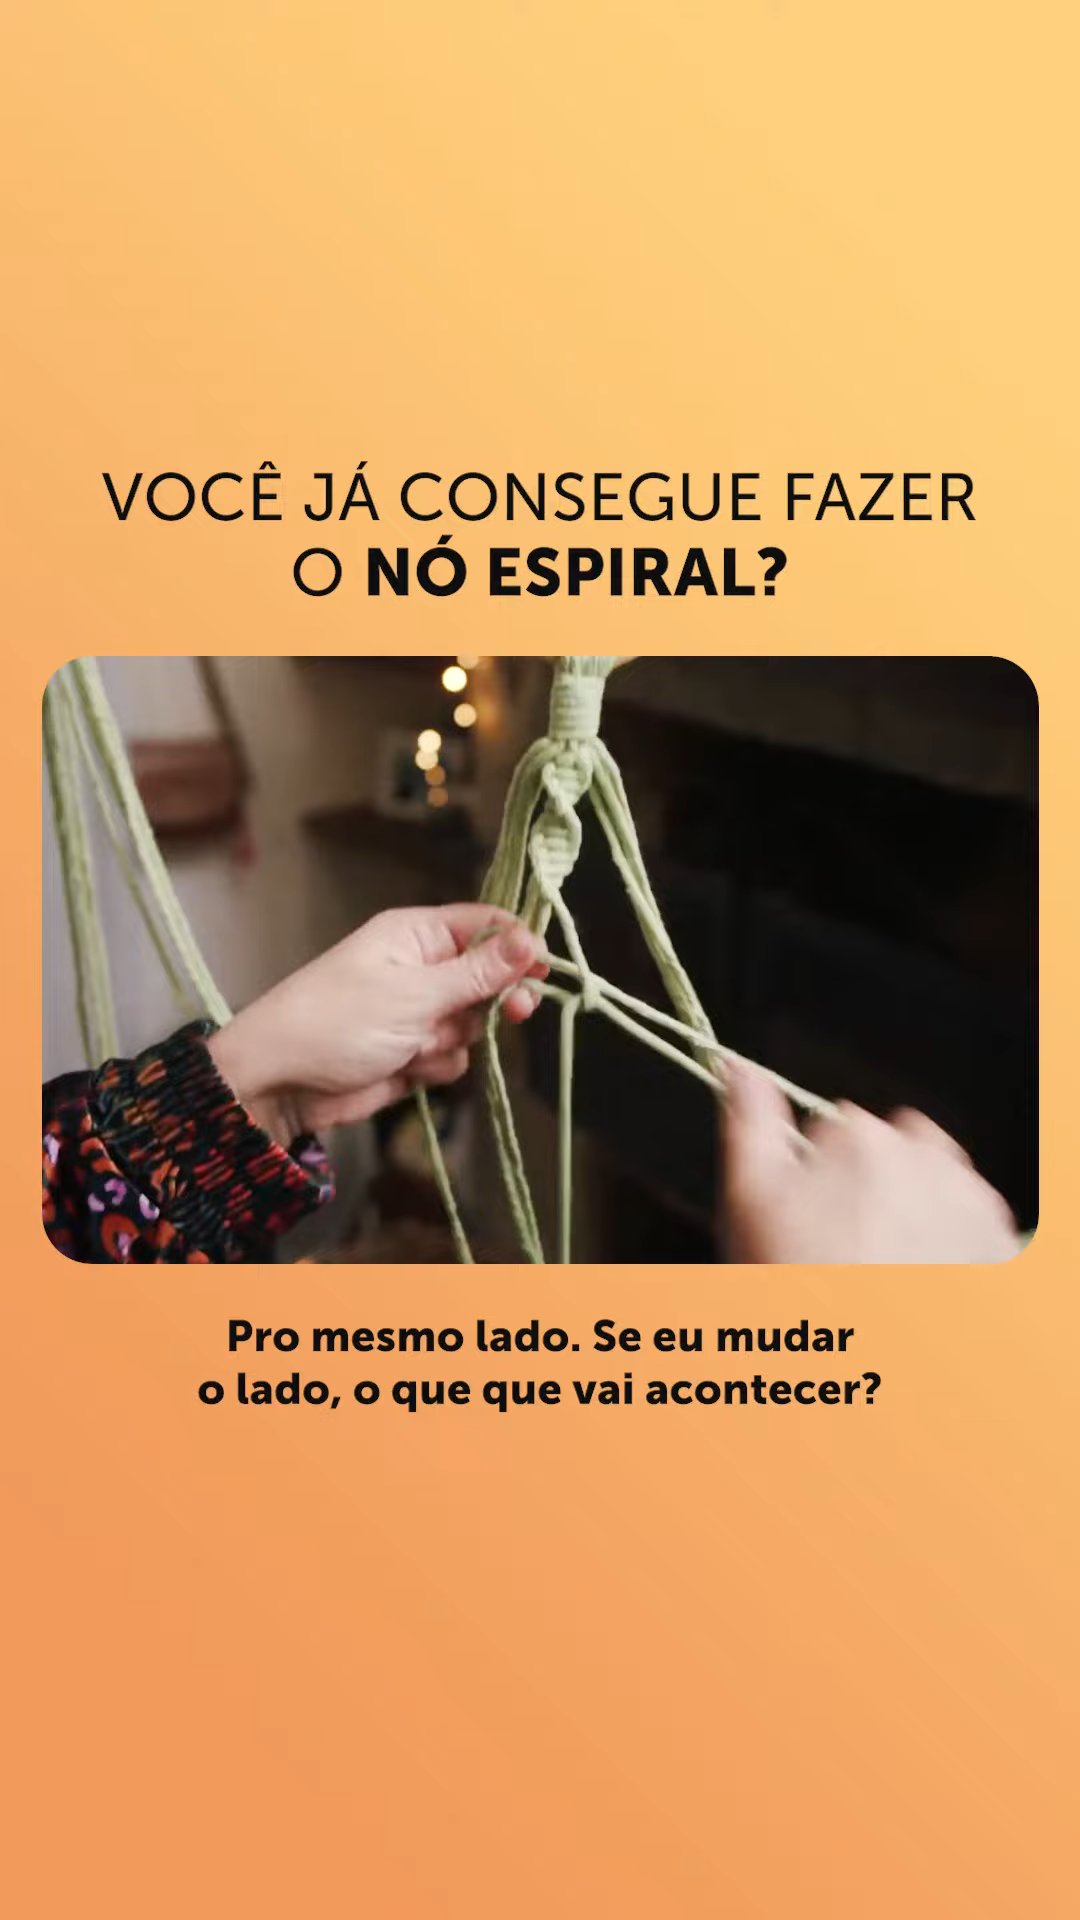 VOCÊ JÁ CONSEGUE FAZER
O NÓ ESPIRAL?
Pro mesmo lado. Se eu mudar
o lado, o que que vai acontecer?